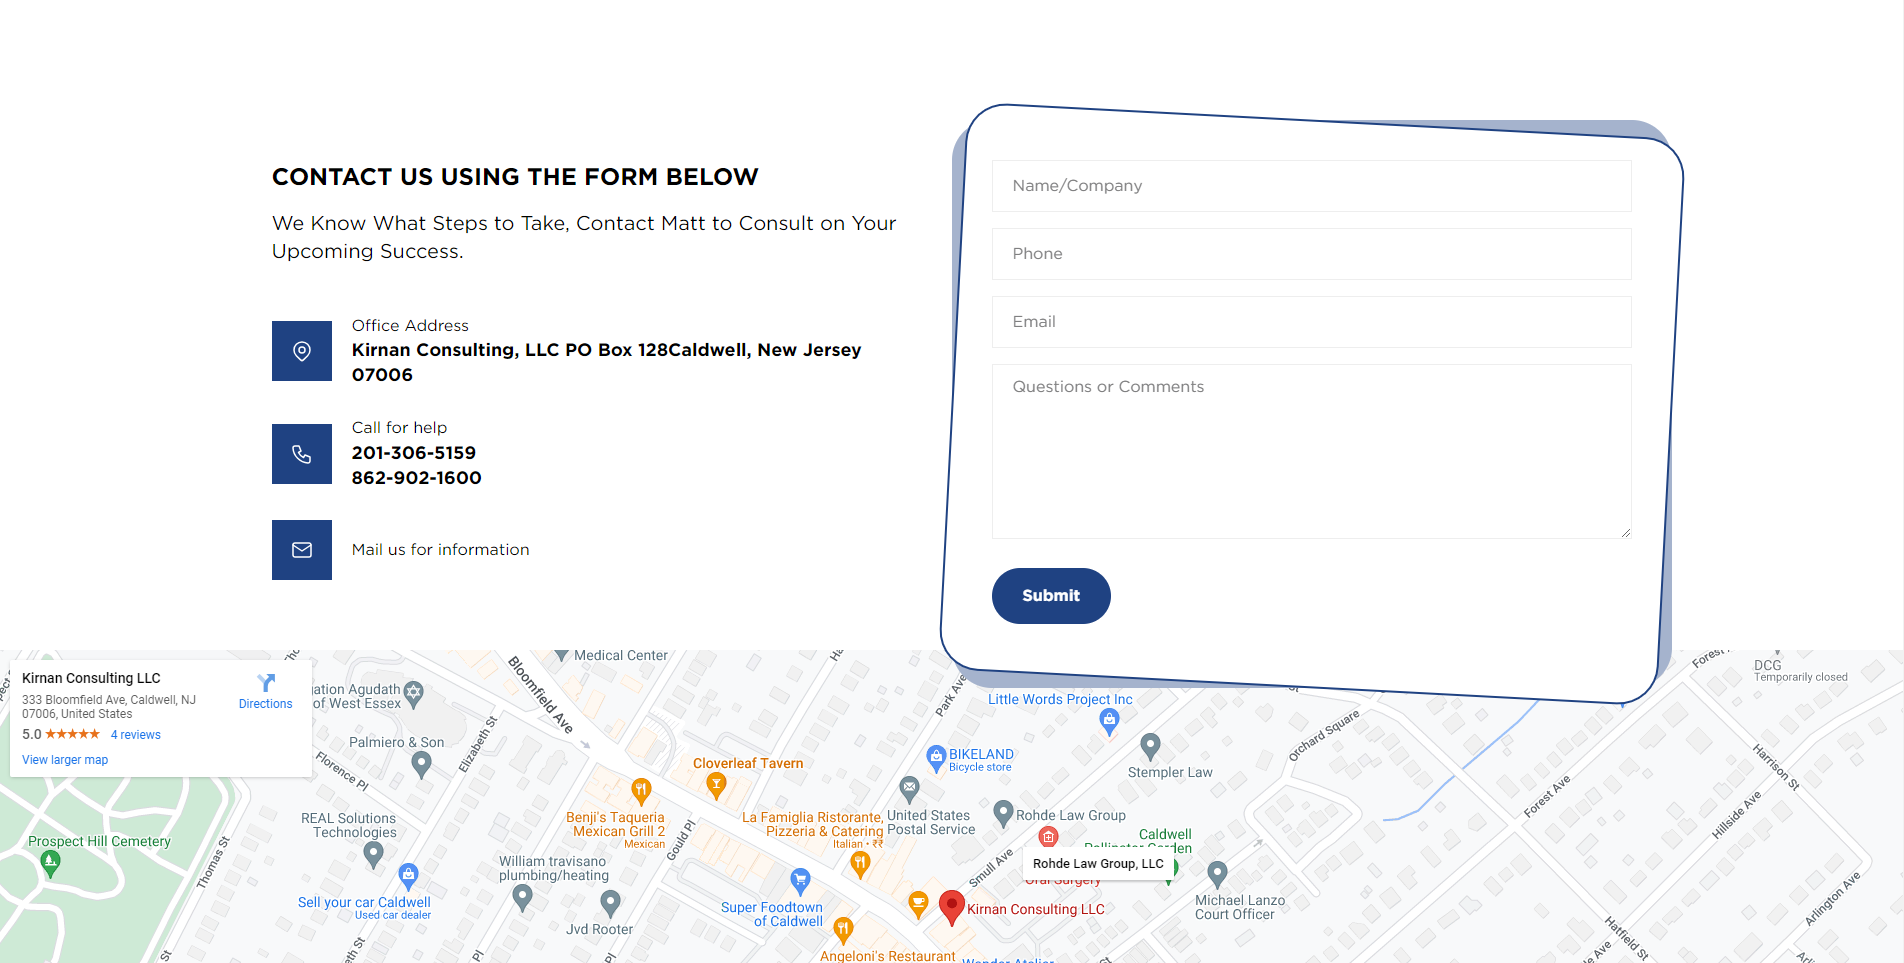 CONTACT US USING THE FORM BELOW
We Know What Steps to Take, Contact Matt to Consult on Your
Upcoming Success.
Office Address
Kirnan Consulting, LLC PO Box 128Caldwell, New Jersey
07006
Call for help
201-306-5159
862-902-1600
Mail us for information
Name/Company
Phone
Email
Questions or Comments
Submit
Kirnan Consulting LLC
333 Bloomfield Ave, Caldwell, NJ
07006, United States
5.0
4 reviews
View larger map
Directions
Medical Center
Bloomfield Ave
Agudath
of West Essex
Palmiero & Son
Elizabeth St
Florence Pl
REAL Solutions
Technologies
Prospect Hill Cemetery
Thomas St
Sell your car Caldwell
Used car dealer
William travisano
plumbing/heating
Jvd Rooter
Benji's Taqueria
Mexican Grill 2
Mexican
Gould Pl
Cloverleaf Tavern
La Famiglia Ristorante,
Pizzeria & Catering
Italian • ₹₹
Super Foodtown
of Caldwell
Angeloni's Restaurant
Park Ave
BIKELAND
Bicycle store
United States
Postal Service
Little Words Project Inc
Stempler Law
Rohde Law Group
Smull Ave
Caldwell
Rohde Law Group, LLC
Oral Surgery
Kirnan Consulting LLC
Michael Lanzo
Court Officer
Orchard Square
DCG
Temporarily closed
Harrison St
Forest Ave
Hillside Ave
Arlington Ave
Hatfield St